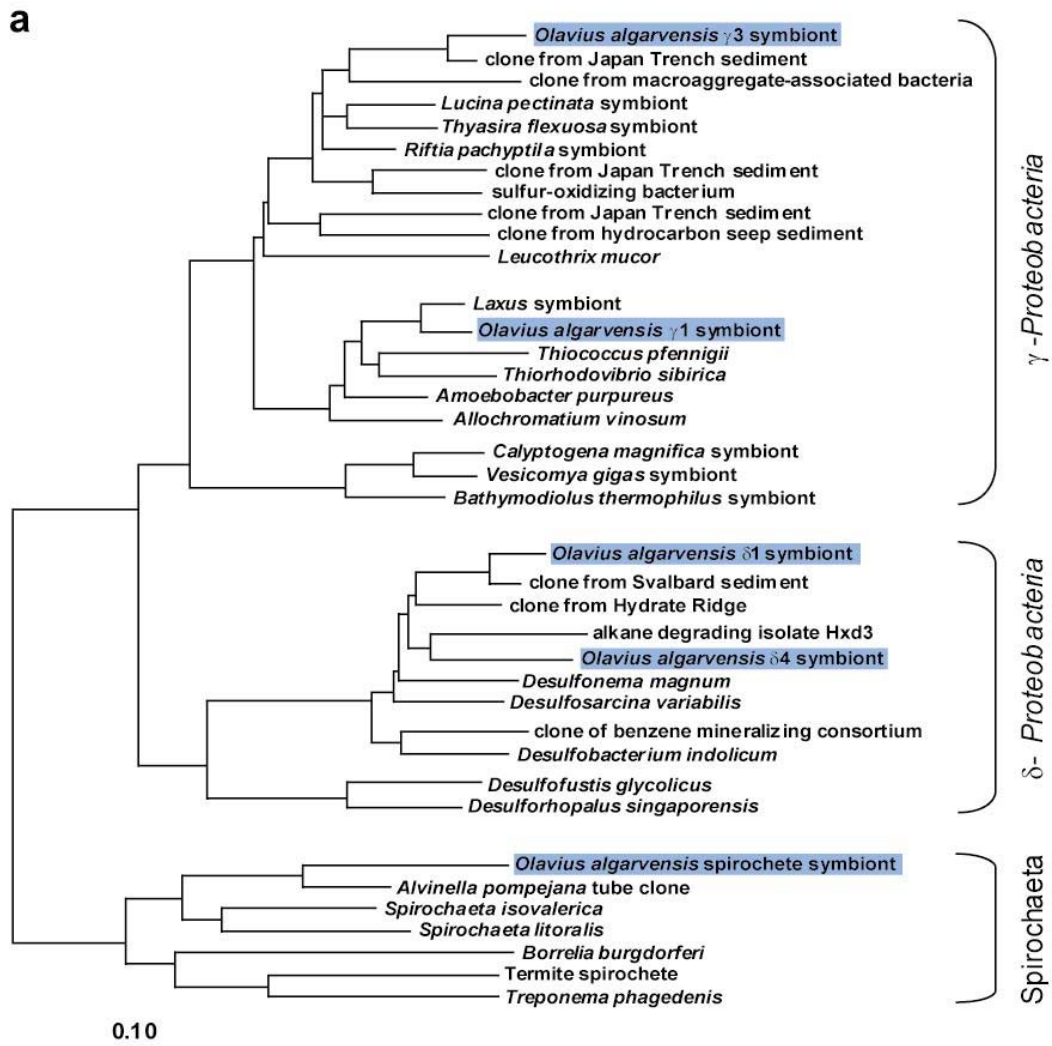 a
Olavius algarvensis γ3 symbiont
clone from Japan Trench sediment
clone from macroaggregate-associated bacteria
Lucina pectinata symbiont
Thyasira flexuosa symbiont
Riftia pachyptila symbiont
clone from Japan Trench sediment
sulfur-oxidizing bacterium
clone from Japan Trench sediment
clone from hydrocarbon seep sediment
Leucothrix mucor
Laxus symbiont
Olavius algarvensis γ1 symbiont
Thiococcus pfennigii
Thiorhodovibrio sibirica
Amoebobacter purpureus
Allochromatium vinosum
Calyptogena magnifica symbiont
Vesicomya gigas symbiont
Bathymodiolus thermophilus symbiont
γ -Proteobacteria
Olavius algarvensis δ1 symbiont
clone from Svalbard sediment
clone from Hydrate Ridge
alkane degrading isolate Hxd3
Olavius algarvensis δ4 symbiont
Desulfonema magnum
Desulfosarcina variabilis
clone of benzene mineralizing consortium
Desulfobacterium indolicum
Desulfofustis glycolicus
Desulforhopalus singaporensis
δ- Proteobacteria
Olavius algarvensis spirochete symbiont
Alvinella pompejana tube clone
Spirochaeta isovalerica
Spirochaeta litoralis
Borrelia burgdorferi
Termite spirochete
Treponema phagedenis
Spirochaeta
0.10